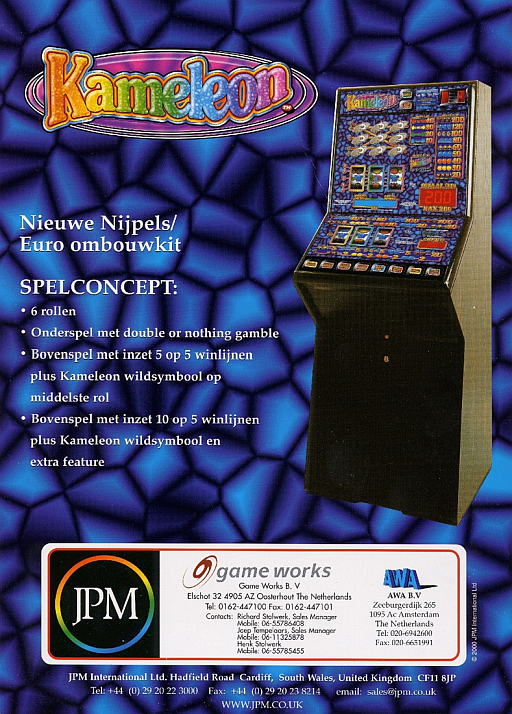 Kameleon™
Nieuwe Nijpels/
Euro ombouwkit
SPELCONCEPT:
• 6 rollen
• Onderspel met double or nothing gamble
• Bovenspel met inzet 5 op 5 winlijnen
plus Kameleon wildsymbool op
middelste rol
• Bovenspel met inzet 10 op 5 winlijnen
plus Kameleon wildsymbool en
extra feature
Kameleon
200
JPM
game works
Game Works B. V
Elschot 32 4905 AZ Oosterhout The Netherlands
Tel: 0162-447100 Fax: 0162-447101
Contacts: Richard Stolwerk, Sales Manager
Mobile: 06-55786408
Joep Tempelaars, Sales Manager
Mobile: 06-11325878
Henk Stolwerk
Mobile: 06-55785455
AWA
AWA B.V
Zeeburgerdijk 265
1095 Ac Amsterdam
The Netherlands
Tel: 020-6942600
Fax: 020-6651991
© 2000 JPM International Ltd
JPM International Ltd. Hadfield Road Cardiff, South Wales, United Kingdom CF11 8JP
Tel: +44 (0) 29 20 22 3000 Fax: +44 (0) 29 20 23 8214 email: sales@jpm.co.uk
WWW.JPM.CO.UK